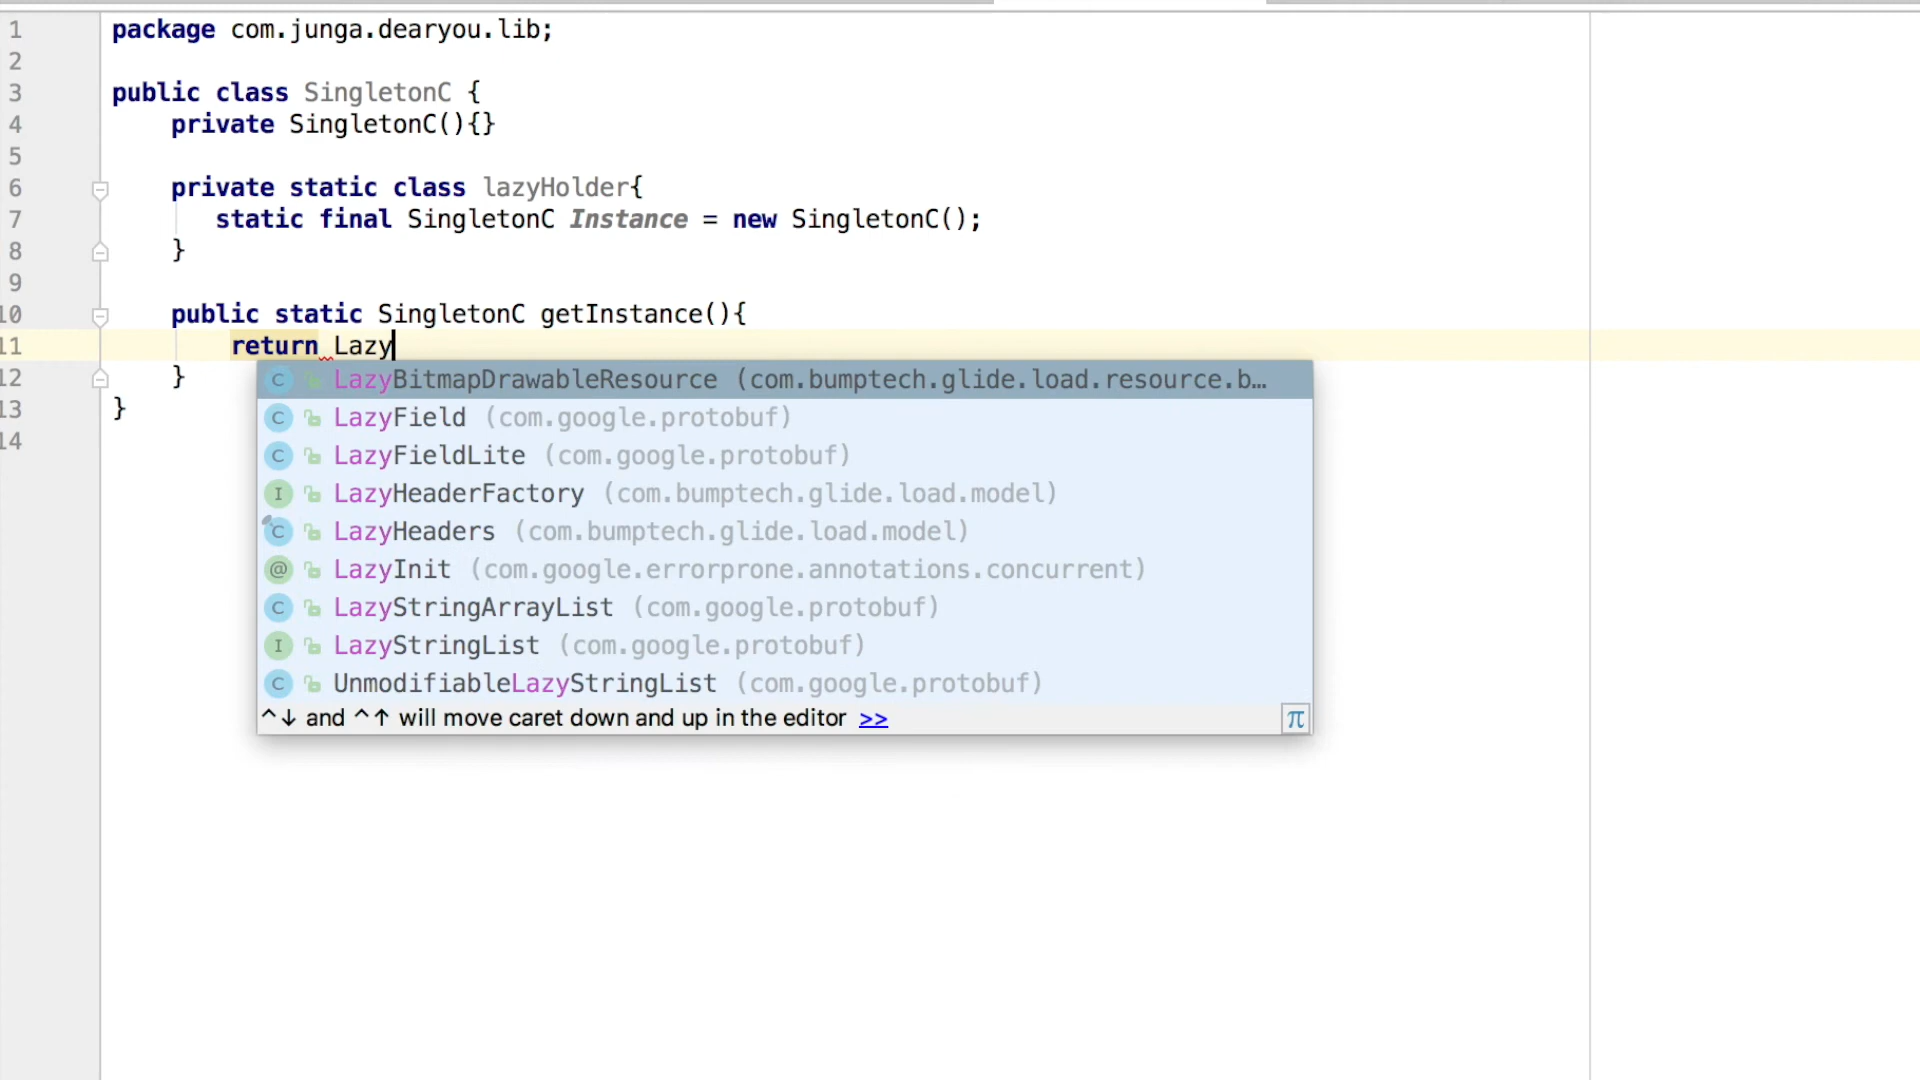 1 package com.junga.dearyou.lib;
2
3 public class SingletonC {
4 private SingletonC(){}
5
6 private static class lazyHolder{
7 static final SingletonC Instance = new SingletonC();
8 }
9
10 public static SingletonC getInstance(){
11 return Lazy
12 }
13 }
14
C LazyBitmapDrawableResource (com.bumptech.glide.load.resource.b…
C LazyField (com.google.protobuf)
C LazyFieldLite (com.google.protobuf)
I LazyHeaderFactory (com.bumptech.glide.load.model)
C LazyHeaders (com.bumptech.glide.load.model)
@ LazyInit (com.google.errorprone.annotations.concurrent)
C LazyStringArrayList (com.google.protobuf)
I LazyStringList (com.google.protobuf)
C UnmodifiableLazyStringList (com.google.protobuf)
^↓ and ^↑ will move caret down and up in the editor >> π